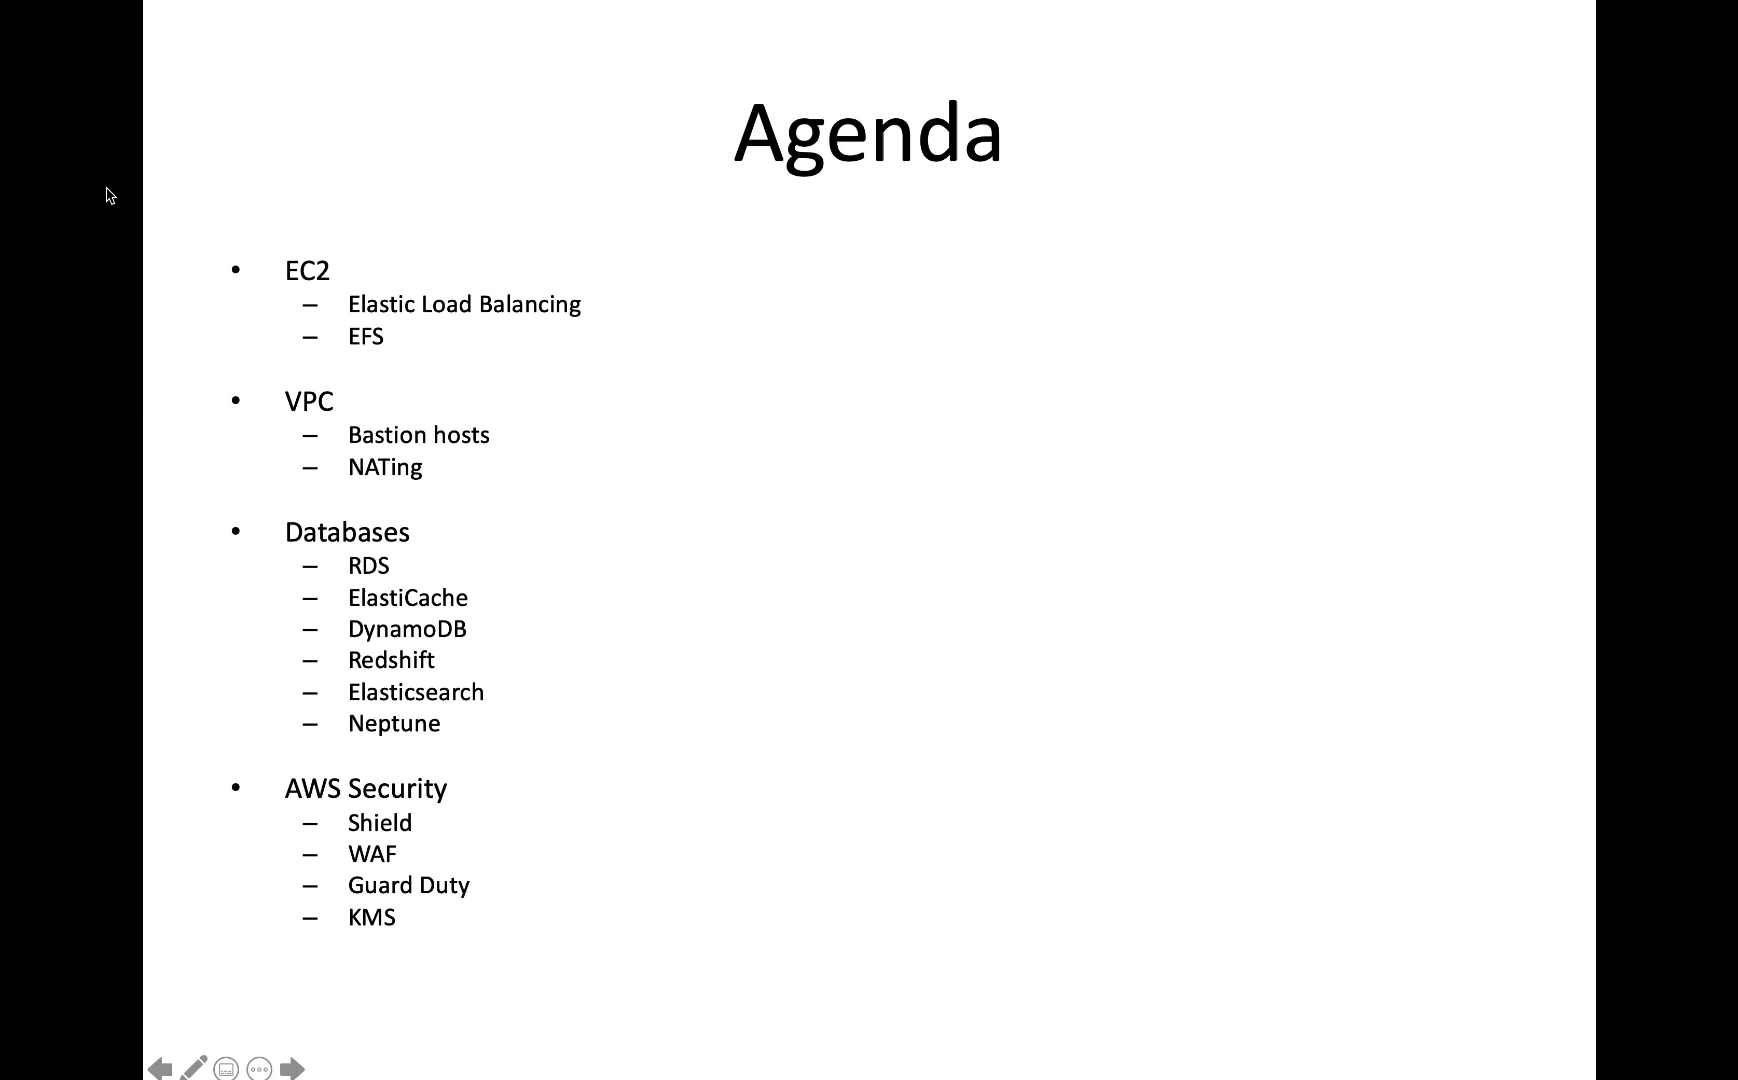 Agenda
• EC2
– Elastic Load Balancing
– EFS
• VPC
– Bastion hosts
– NATing
• Databases
– RDS
– ElastiCache
– DynamoDB
– Redshift
– Elasticsearch
– Neptune
• AWS Security
– Shield
– WAF
– Guard Duty
– KMS